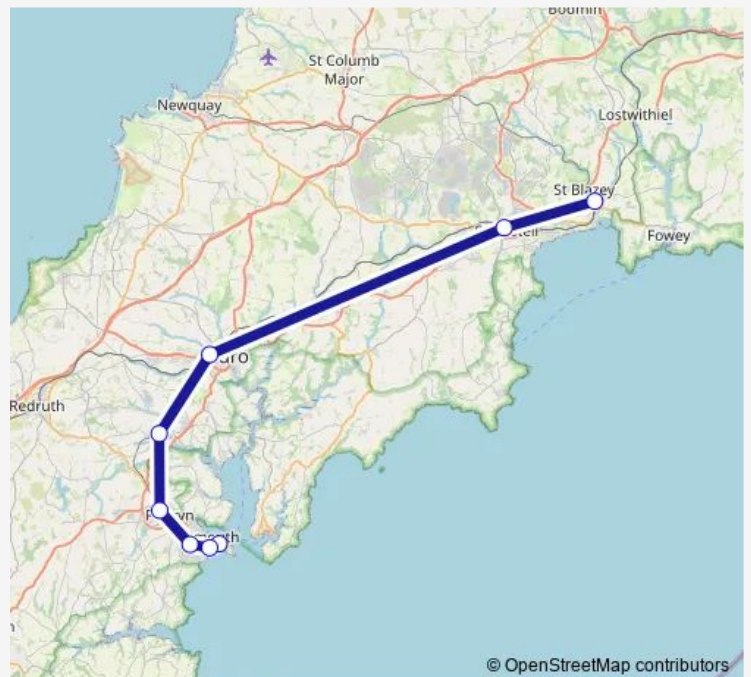 Bodmin
St Columb
Major
Newquay
Lostwithiel
St Blazey
Fowey
Redruth
© OpenStreetMap contributors